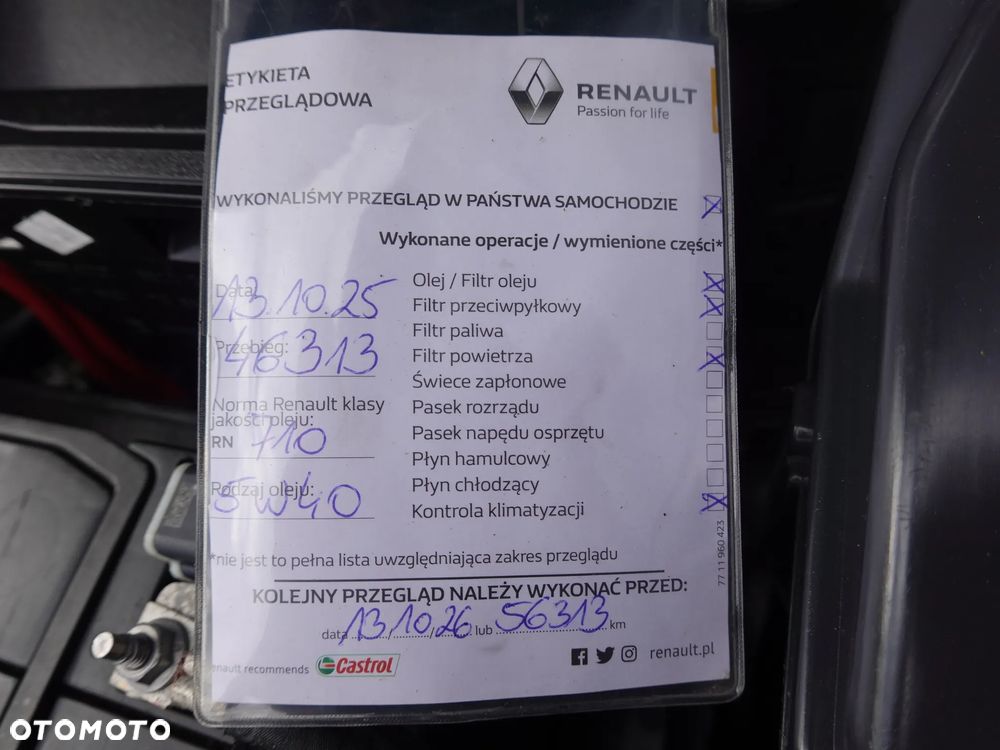 ETYKIETA
PRZEGLĄDOWA
RENAULT
Passion for life
WYKONALIŚMY PRZEGLĄD W PAŃSTWA SAMOCHODZIE
Wykonane operacje / wymienione części*
Data:
13.10.25
Przebieg:
46313
Norma Renault klasy
jakości oleju:
RN 710
Rodzaj oleju:
5W40
Olej / Filtr oleju
Filtr przeciwpyłkowy
Filtr paliwa
Filtr powietrza
Świece zapłonowe
Pasek rozrządu
Pasek napędu osprzętu
Płyn hamulcowy
Płyn chłodzący
Kontrola klimatyzacji
*nie jest to pełna lista uwzględniająca zakres przeglądu
77 11 960 423
KOLEJNY PRZEGLĄD NALEŻY WYKONAĆ PRZED:
data 13/10/26 lub 56313 km
renault recommends Castrol
renault.pl
OTOMOTO